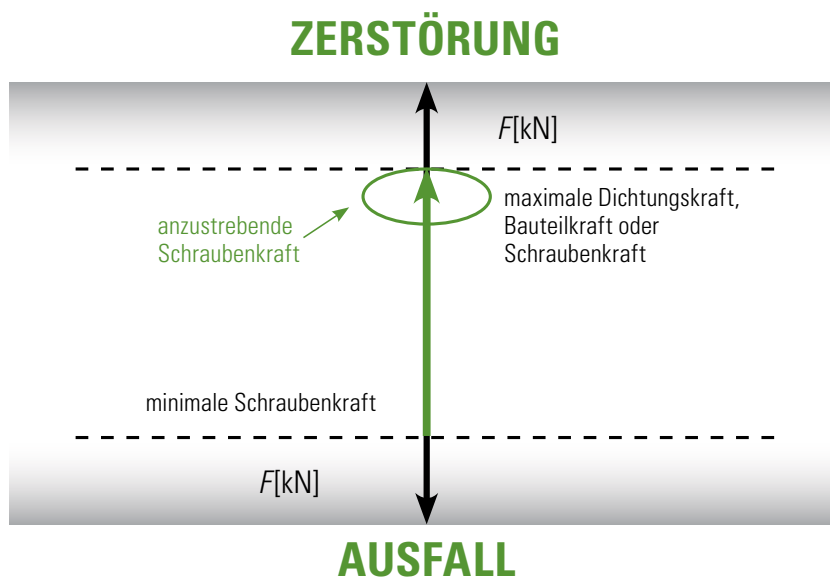 ZERSTÖRUNG
F[kN]
maximale Dichtungskraft,
Bauteilkraft oder
Schraubenkraft
anzustrebende
Schraubenkraft
minimale Schraubenkraft
F[kN]
AUSFALL